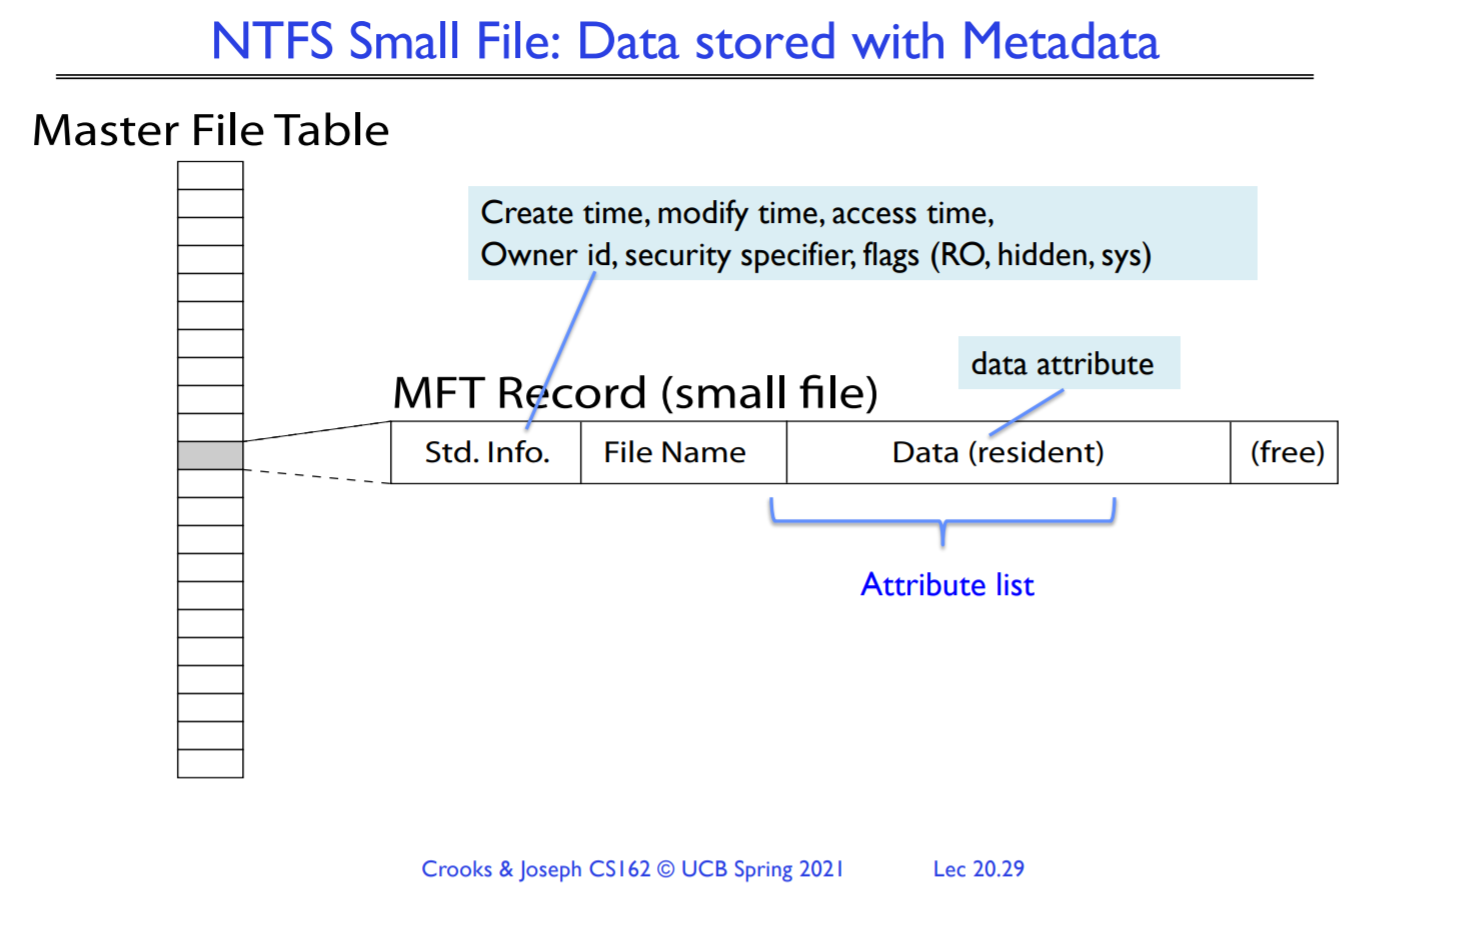 NTFS Small File: Data stored with Metadata
Master File Table
Create time, modify time, access time,
Owner id, security specifier, flags (RO, hidden, sys)
data attribute
MFT Record (small file)
Std. Info.
File Name
Data (resident)
(free)
Attribute list
Crooks & Joseph CS162 © UCB Spring 2021
Lec 20.29